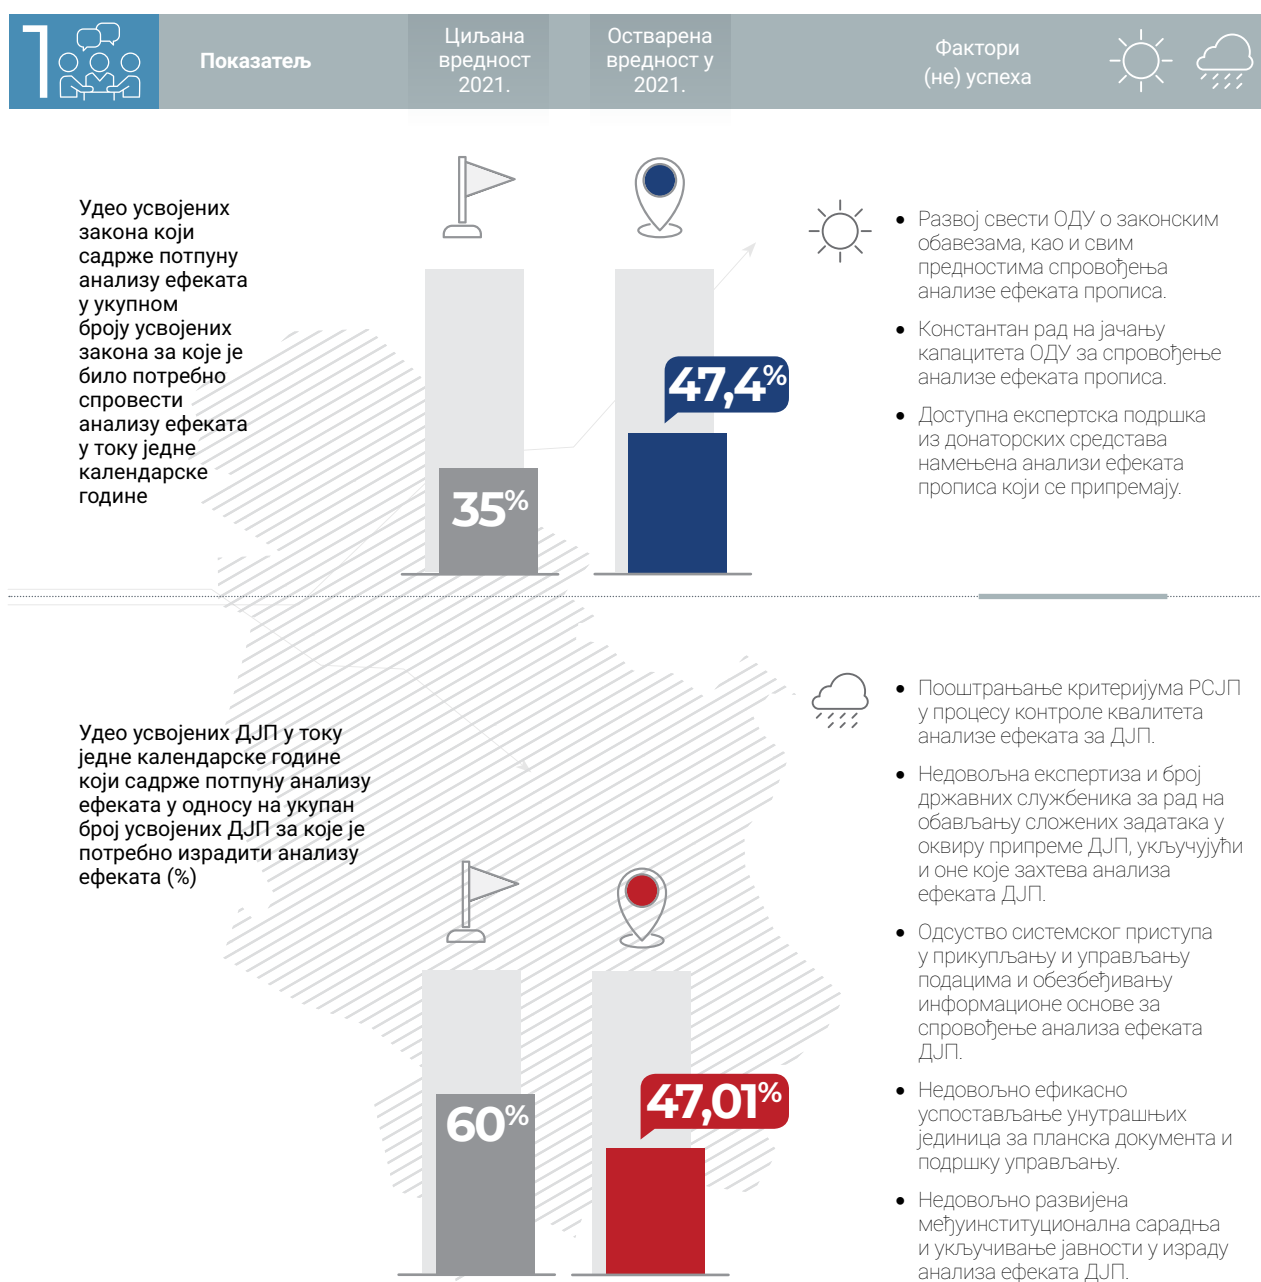 1
Показатељ
Циљана
вредност
2021.
Остварена
вредност у
2021.
Фактори
(не) успеха
Удео усвојених
закона који
садрже потпуну
анализу ефеката
у укупном
броју усвојених
закона за које је
било потребно
спровести
анализу ефеката
у току једне
календарске
године
35%
47,4%
• Развој свести ОДУ о законским
обавезама, као и свим
предностима спровођења
анализе ефеката прописа.
• Константан рад на јачању
капацитета ОДУ за спровођење
анализе ефеката прописа.
• Доступна експертска подршка
из донаторских средстава
намењена анализи ефеката
прописа који се припремају.
Удео усвојених ДЈП у току
једне календарске године
који садрже потпуну анализу
ефеката у односу на укупан
број усвојених ДЈП за које је
потребно израдити анализу
ефеката (%)
60%
47,01%
• Пооштрањање критеријума РСЈП
у процесу контроле квалитета
анализе ефеката за ДЈП.
• Недовољна експертиза и број
државних службеника за рад на
обављању сложених задатака у
оквиру припреме ДЈП, укључујући
и оне које захтева анализа
ефеката ДЈП.
• Одсуство системског приступа
у прикупљању и управљању
подацима и обезбеђивању
информационе основе за
спровођење анализа ефеката
ДЈП.
• Недовољно ефикасно
успостављање унутрашњих
јединица за планска документа и
подршку управљању.
• Недовољно развијена
међуинституционална сарадња
и укључивање јавности у израду
анализа ефеката ДЈП.